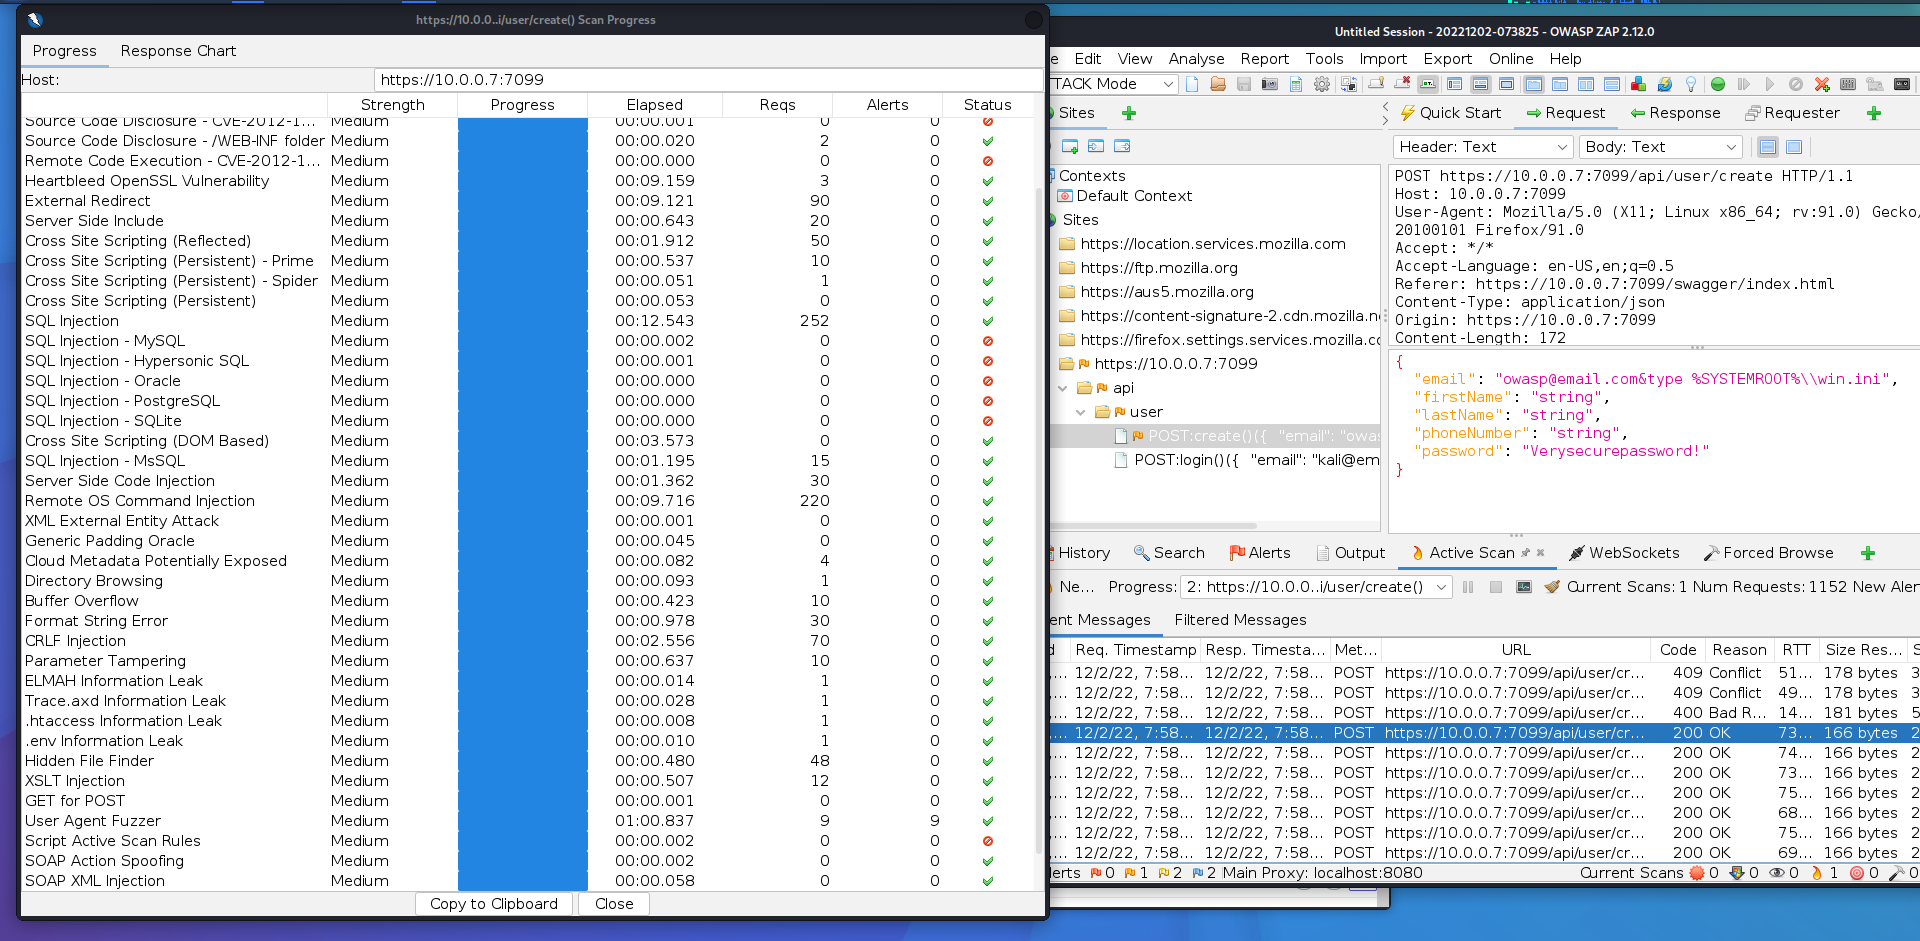 https://10.0.0..i/user/create() Scan Progress
Progress Response Chart
Host: https://10.0.0.7:7099
Strength Progress Elapsed Reqs Alerts Status
Source Code Disclosure - CVE-2012-1... Medium 00:00.001 0 0
Source Code Disclosure - /WEB-INF folder Medium 00:00.020 2 0
Remote Code Execution - CVE-2012-1... Medium 00:00.000 0 0
Heartbleed OpenSSL Vulnerability Medium 00:09.159 3 0
External Redirect Medium 00:09.121 90 0
Server Side Include Medium 00:00.643 20 0
Cross Site Scripting (Reflected) Medium 00:01.912 50 0
Cross Site Scripting (Persistent) - Prime Medium 00:00.537 10 0
Cross Site Scripting (Persistent) - Spider Medium 00:00.051 1 0
Cross Site Scripting (Persistent) Medium 00:00.053 0 0
SQL Injection Medium 00:12.543 252 0
SQL Injection - MySQL Medium 00:00.002 0 0
SQL Injection - Hypersonic SQL Medium 00:00.001 0 0
SQL Injection - Oracle Medium 00:00.000 0 0
SQL Injection - PostgreSQL Medium 00:00.000 0 0
SQL Injection - SQLite Medium 00:00.000 0 0
Cross Site Scripting (DOM Based) Medium 00:03.573 0 0
SQL Injection - MsSQL Medium 00:01.195 15 0
Server Side Code Injection Medium 00:01.362 30 0
Remote OS Command Injection Medium 00:09.716 220 0
XML External Entity Attack Medium 00:00.001 0 0
Generic Padding Oracle Medium 00:00.045 0 0
Cloud Metadata Potentially Exposed Medium 00:00.082 4 0
Directory Browsing Medium 00:00.093 1 0
Buffer Overflow Medium 00:00.423 10 0
Format String Error Medium 00:00.978 30 0
CRLF Injection Medium 00:02.556 70 0
Parameter Tampering Medium 00:00.637 10 0
ELMAH Information Leak Medium 00:00.014 1 0
Trace.axd Information Leak Medium 00:00.028 1 0
.htaccess Information Leak Medium 00:00.008 1 0
.env Information Leak Medium 00:00.010 1 0
Hidden File Finder Medium 00:00.480 48 0
XSLT Injection Medium 00:00.507 12 0
GET for POST Medium 00:00.001 0 0
User Agent Fuzzer Medium 01:00.837 9 9
Script Active Scan Rules Medium 00:00.002 0 0
SOAP Action Spoofing Medium 00:00.002 0 0
SOAP XML Injection Medium 00:00.058 0 0
Copy to Clipboard Close
Untitled Session - 20221202-073825 - OWASP ZAP 2.12.0
e Edit View Analyse Report Tools Import Export Online Help
TACK Mode
Sites
Quick Start Request Response Requester
Header: Text Body: Text
Contexts
Default Context
Sites
https://location.services.mozilla.com
https://ftp.mozilla.org
https://aus5.mozilla.org
https://content-signature-2.cdn.mozilla.n
https://firefox.settings.services.mozilla.c
https://10.0.0.7:7099
api
user
POST:create()({ "email": "owas
POST:login()({ "email": "kali@em
POST https://10.0.0.7:7099/api/user/create HTTP/1.1
Host: 10.0.0.7:7099
User-Agent: Mozilla/5.0 (X11; Linux x86_64; rv:91.0) Gecko/
20100101 Firefox/91.0
Accept: */*
Accept-Language: en-US,en;q=0.5
Referer: https://10.0.0.7:7099/swagger/index.html
Content-Type: application/json
Origin: https://10.0.0.7:7099
Content-Length: 172
{
"email": "owasp@email.com&type %SYSTEMROOT%\\win.ini",
"firstName": "string",
"lastName": "string",
"phoneNumber": "string",
"password": "Verysecurepassword!"
}
History Search Alerts Output Active Scan WebSockets Forced Browse
Ne... Progress: 2: https://10.0.0..i/user/create() Current Scans: 1 Num Requests: 1152 New Aler
ent Messages Filtered Messages
d Req. Timestamp Resp. Timesta... Met... URL Code Reason RTT Size Res... S
... 12/2/22, 7:58... 12/2/22, 7:58... POST https://10.0.0.7:7099/api/user/cr... 409 Conflict 51... 178 bytes 3
... 12/2/22, 7:58... 12/2/22, 7:58... POST https://10.0.0.7:7099/api/user/cr... 409 Conflict 49... 178 bytes 3
... 12/2/22, 7:58... 12/2/22, 7:58... POST https://10.0.0.7:7099/api/user/cr... 400 Bad R... 14... 181 bytes 5
... 12/2/22, 7:58... 12/2/22, 7:58... POST https://10.0.0.7:7099/api/user/cr... 200 OK 73... 166 bytes 2
... 12/2/22, 7:58... 12/2/22, 7:58... POST https://10.0.0.7:7099/api/user/cr... 200 OK 74... 166 bytes 2
... 12/2/22, 7:58... 12/2/22, 7:58... POST https://10.0.0.7:7099/api/user/cr... 200 OK 73... 166 bytes 2
... 12/2/22, 7:58... 12/2/22, 7:58... POST https://10.0.0.7:7099/api/user/cr... 200 OK 75... 166 bytes 2
... 12/2/22, 7:58... 12/2/22, 7:58... POST https://10.0.0.7:7099/api/user/cr... 200 OK 68... 166 bytes 2
... 12/2/22, 7:58... 12/2/22, 7:58... POST https://10.0.0.7:7099/api/user/cr... 200 OK 75... 166 bytes 2
... 12/2/22, 7:58... 12/2/22, 7:58... POST https://10.0.0.7:7099/api/user/cr... 200 OK 69... 166 bytes 2
lerts 0 1 2 2 Main Proxy: localhost:8080 Current Scans 0 0 0 1 0 0